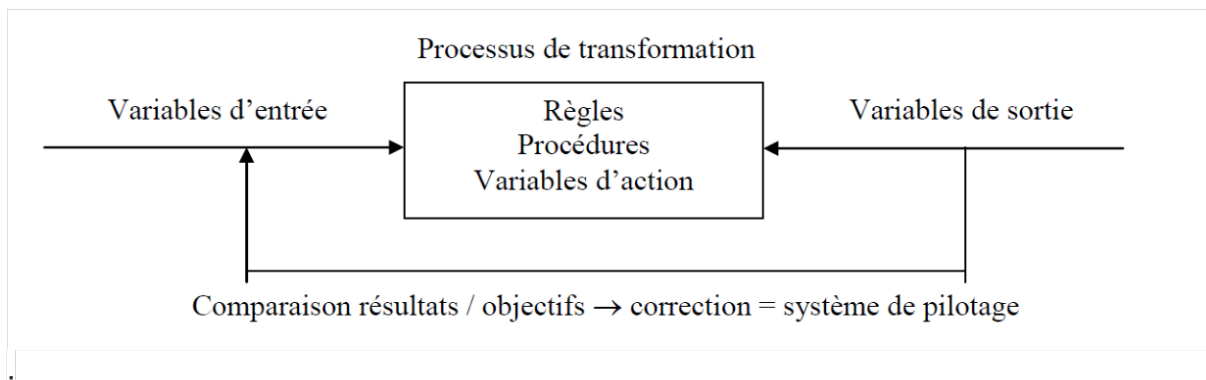 Processus de transformation
Variables d’entrée
Règles
Procédures
Variables d’action
Variables de sortie
Comparaison résultats / objectifs → correction = système de pilotage
.